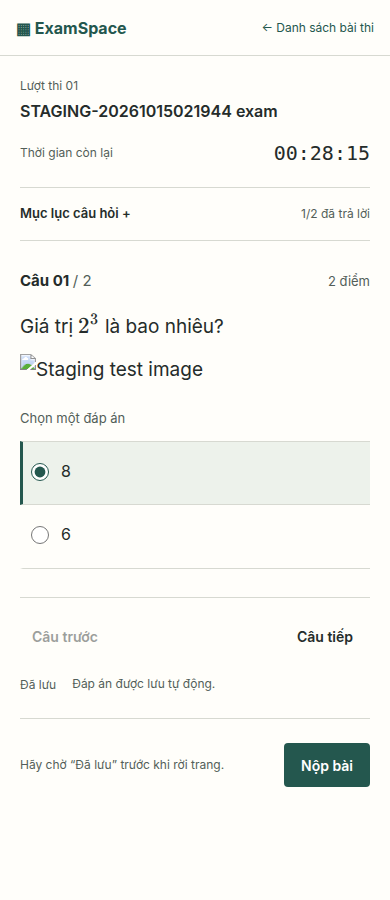 ExamSpace
← Danh sách bài thi
Lượt thi 01
STAGING-20261015021944 exam
Thời gian còn lại
00:28:15
Mục lục câu hỏi +
1/2 đã trả lời
Câu 01 / 2
2 điểm
Giá trị 2³ là bao nhiêu?
Staging test image
Chọn một đáp án
8
6
Câu trước
Câu tiếp
Đã lưu
Đáp án được lưu tự động.
Hãy chờ “Đã lưu” trước khi rời trang.
Nộp bài